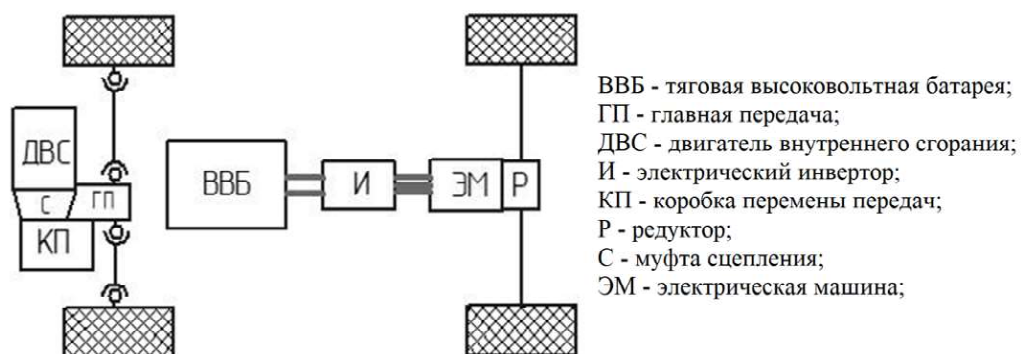 ДВС
С
ГП
КП
ВВБ
И
ЭМ
Р
ВВБ - тяговая высоковольтная батарея;
ГП - главная передача;
ДВС - двигатель внутреннего сгорания;
И - электрический инвертор;
КП - коробка перемены передач;
Р - редуктор;
С - муфта сцепления;
ЭМ - электрическая машина;